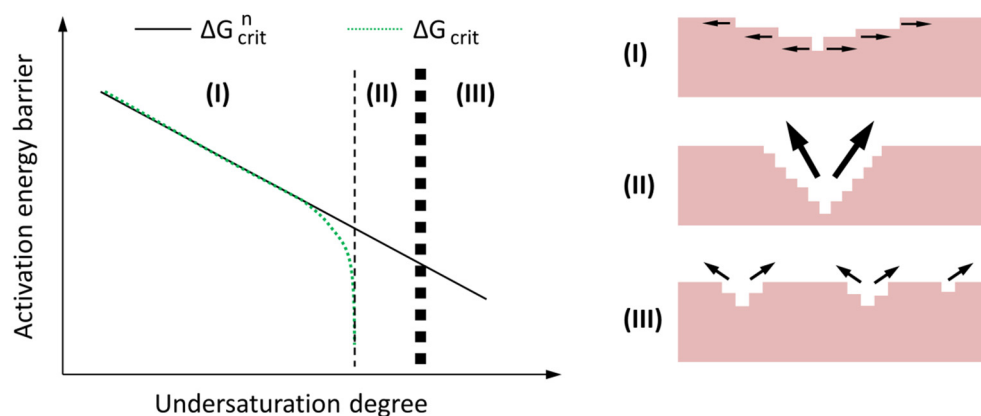 ΔG n crit
ΔG crit
(I)
(II)
(III)
Activation energy barrier
Undersaturation degree
(I)
(II)
(III)